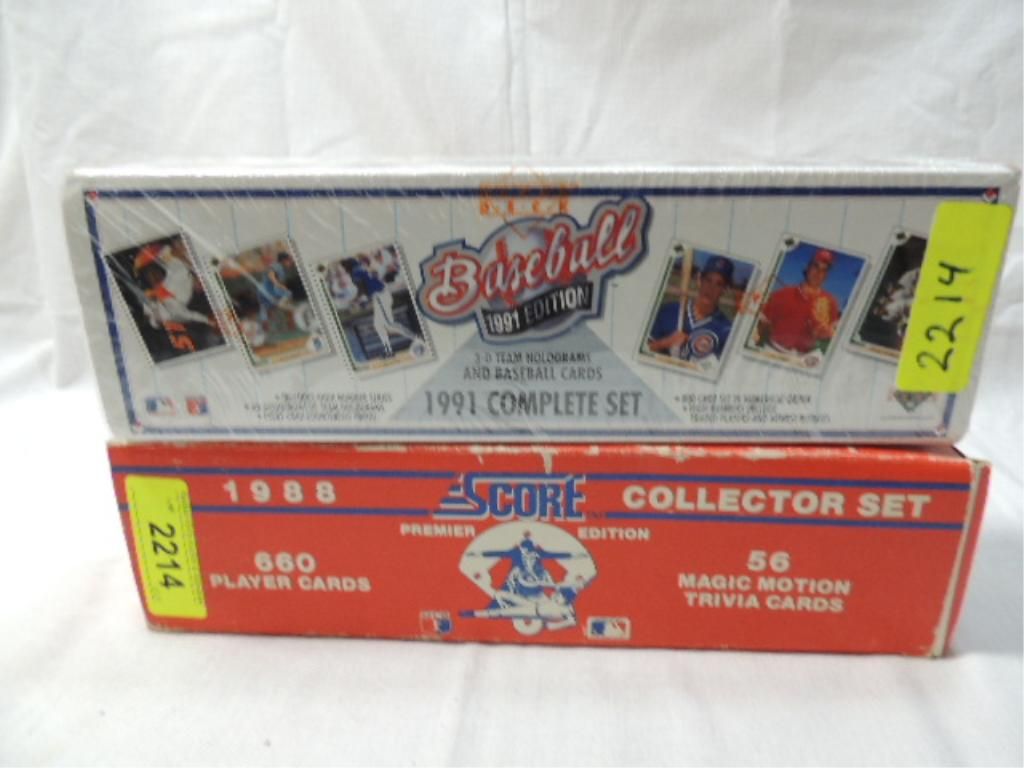 Baseball
1991 EDITION
3-D TEAM HOLOGRAMS
AND BASEBALL CARDS
1991 COMPLETE SET
2214
1988 SCORE COLLECTOR SET
PREMIER EDITION
660
PLAYER CARDS
56
MAGIC MOTION
TRIVIA CARDS
2214